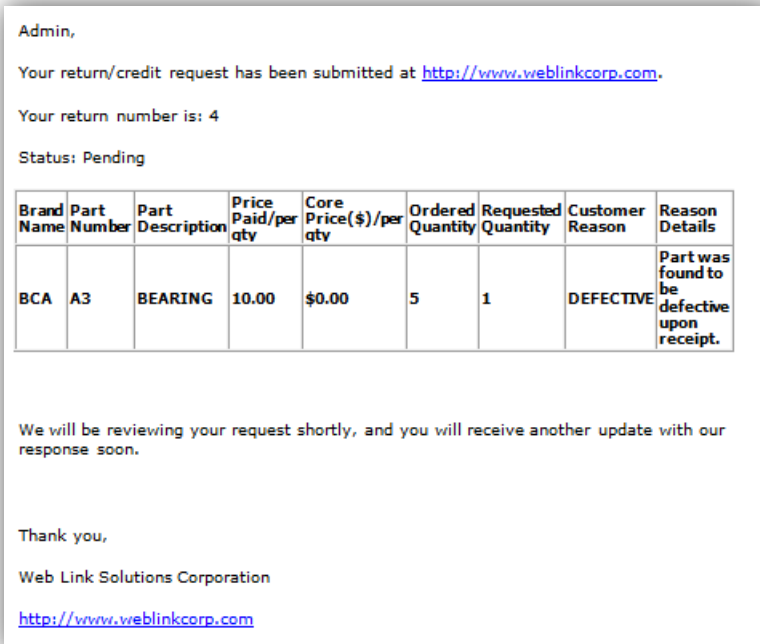 Admin,
Your return/credit request has been submitted at http://www.weblinkcorp.com.
Your return number is: 4
Status: Pending
Brand Name Part Number Part Description Price Paid/per qty Core Price($)/per qty Ordered Quantity Requested Quantity Customer Reason Reason Details
BCA A3 BEARING 10.00 $0.00 5 1 DEFECTIVE Part was found to be defective upon receipt.
We will be reviewing your request shortly, and you will receive another update with our
response soon.
Thank you,
Web Link Solutions Corporation
http://www.weblinkcorp.com